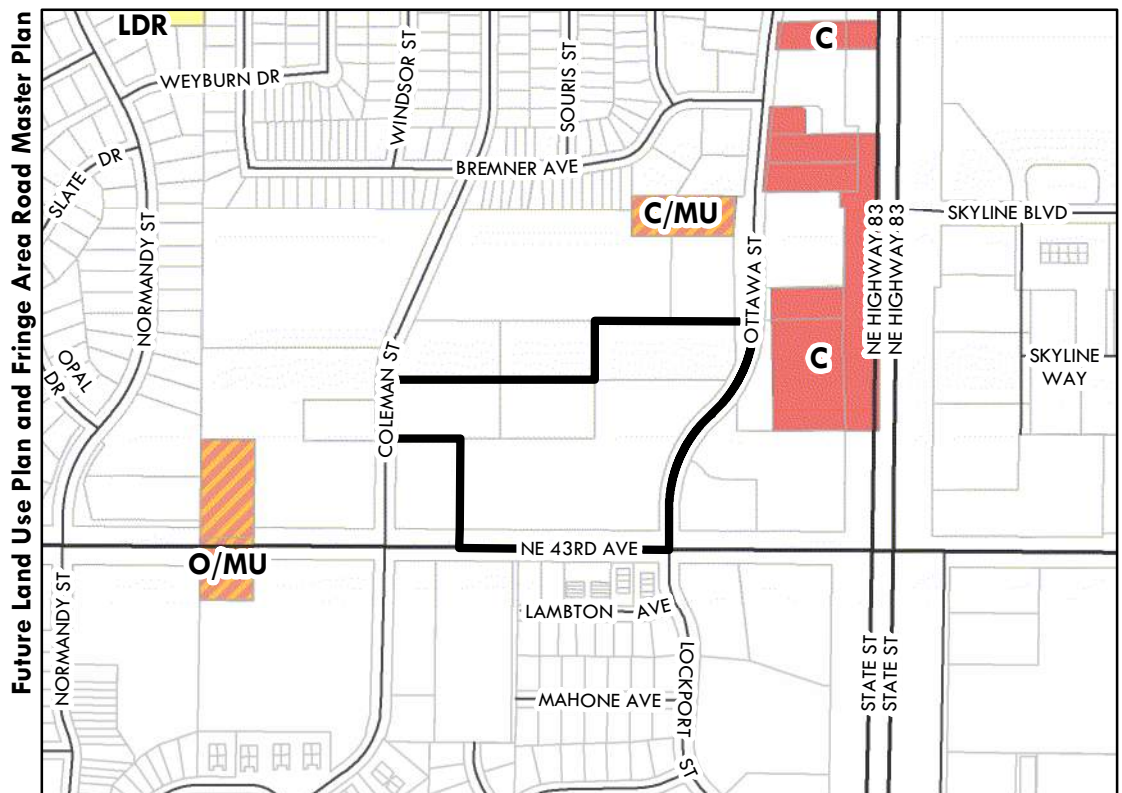 Future Land Use Plan and Fringe Area Road Master Plan
LDR
C
WEYBURN DR
WINDSOR ST
SOURIS ST
SLATE DR
BREMNER AVE
NORMANDY ST
C/MU
NE HIGHWAY 83
NE HIGHWAY 83
SKYLINE BLVD
OTTAWA ST
OPAL DR
COLEMAN ST
C
SKYLINE
WAY
NE 43RD AVE
O/MU
NORMANDY ST
LAMBTON AVE
LOCKPORT ST
MAHONE AVE
STATE ST
STATE ST